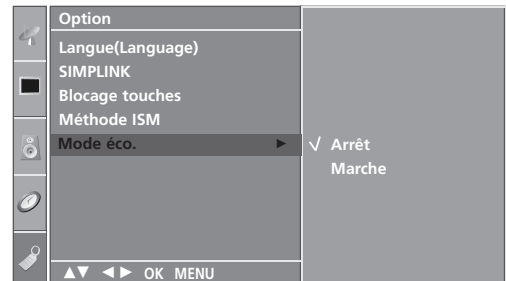 Option
Langue(Language)
SIMPLINK
Blocage touches
Méthode ISM
Mode éco. ►
√ Arrêt
Marche
▲▼ ◄► OK MENU